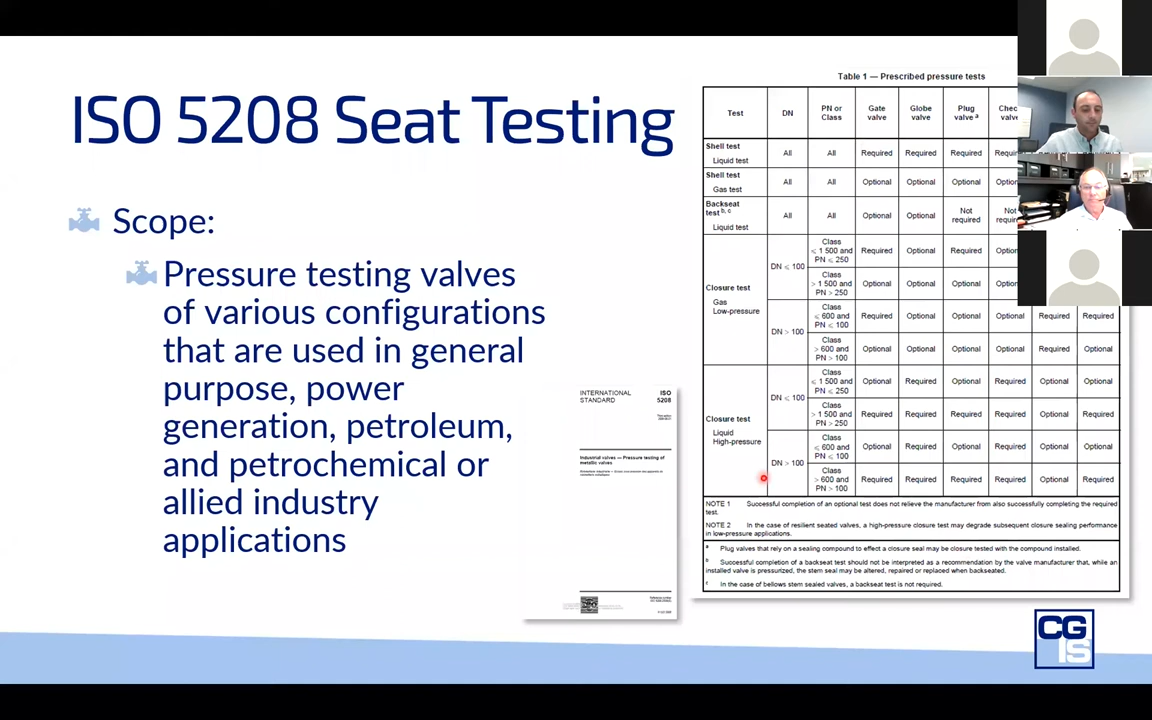 ISO 5208 Seat Testing
Scope:
Pressure testing valves
of various configurations
that are used in general
purpose, power
generation, petroleum,
and petrochemical or
allied industry
applications
INTERNATIONAL STANDARD ISO 5208
Industrial valves — Pressure testing of
metallic valves
Table 1 — Prescribed pressure tests
Test DN PN or Class Gate valve Globe valve Plug valve a
Shell test Liquid test All All Required Required Required
Shell test Gas test All All Optional Optional Optional
Backseat test b, c Liquid test All All Optional Optional Not required
Closure test Gas Low-pressure
DN ⩽ 100 Class ⩽ 1 500 and PN ⩽ 250 Required Optional Required
Class > 1 500 and PN > 250 Optional Optional Optional
DN > 100 Class ⩽ 600 and PN ⩽ 100 Required Optional Optional Optional Required Required
Class > 600 and PN > 100 Optional Optional Optional Optional Required Optional
Closure test Liquid High-pressure
DN ⩽ 100 Class ⩽ 1 500 and PN ⩽ 250 Optional Required Optional Required Optional Optional
Class > 1 500 and PN > 250 Required Required Required Required Optional Required
DN > 100 Class ⩽ 600 and PN ⩽ 100 Optional Required Optional Required Optional Optional
Class > 600 and PN > 100 Required Required Required Required Optional Required
NOTE 1 Successful completion of an optional test does not relieve the manufacturer from also successfully completing the required
test.
NOTE 2 In the case of resilient seated valves, a high-pressure closure test may degrade subsequent closure sealing performance
in low-pressure applications.
a Plug valves that rely on a sealing compound to effect a closure seal may be closure tested with the compound installed.
b Successful completion of a backseat test should not be interpreted as a recommendation by the valve manufacturer that, while an
installed valve is pressurized, the stem seal may be altered, repaired or replaced when backseated.
c In the case of bellows stem sealed valves, a backseat test is not required.
CG
IS